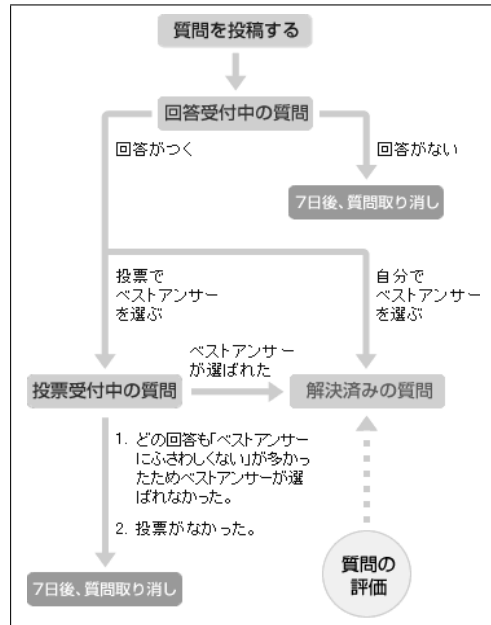 質問を投稿する
回答受付中の質問
回答がつく
回答がない
7日後、質問取り消し
投票で
ベストアンサー
を選ぶ
自分で
ベストアンサー
を選ぶ
ベストアンサー
が選ばれた
投票受付中の質問
解決済みの質問
1. どの回答も「ベストアンサー
にふさわしくない」が多かっ
たためベストアンサーが選
ばれなかった。
2. 投票がなかった。
7日後、質問取り消し
質問の
評価